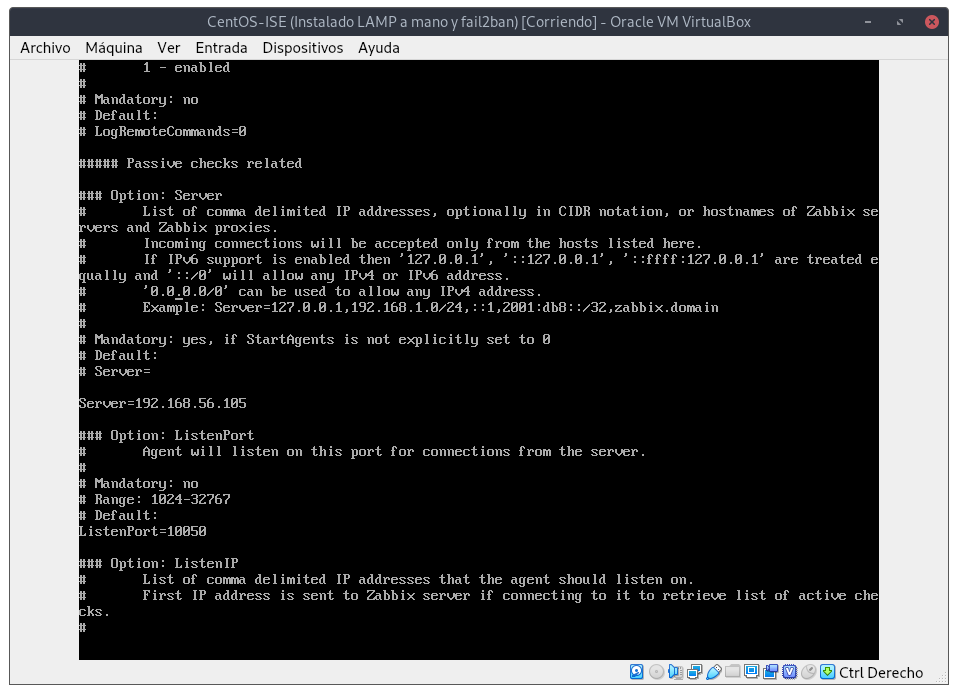 CentOS-ISE (Instalado LAMP a mano y fail2ban) [Corriendo] - Oracle VM VirtualBox
Archivo Máquina Ver Entrada Dispositivos Ayuda
#       1 - enabled
#
# Mandatory: no
# Default:
# LogRemoteCommands=0
##### Passive checks related
### Option: Server
#       List of comma delimited IP addresses, optionally in CIDR notation, or hostnames of Zabbix se
rvers and Zabbix proxies.
#       Incoming connections will be accepted only from the hosts listed here.
#       If IPv6 support is enabled then '127.0.0.1', '::127.0.0.1', '::ffff:127.0.0.1' are treated e
qually and '::/0' will allow any IPv4 or IPv6 address.
#       '0.0.0.0/0' can be used to allow any IPv4 address.
#       Example: Server=127.0.0.1,192.168.1.0/24,::1,2001:db8::/32,zabbix.domain
#
# Mandatory: yes, if StartAgents is not explicitly set to 0
# Default:
# Server=
Server=192.168.56.105
### Option: ListenPort
#       Agent will listen on this port for connections from the server.
#
# Mandatory: no
# Range: 1024-32767
# Default:
ListenPort=10050
### Option: ListenIP
#       List of comma delimited IP addresses that the agent should listen on.
#       First IP address is sent to Zabbix server if connecting to it to retrieve list of active che
cks.
#
Ctrl Derecho